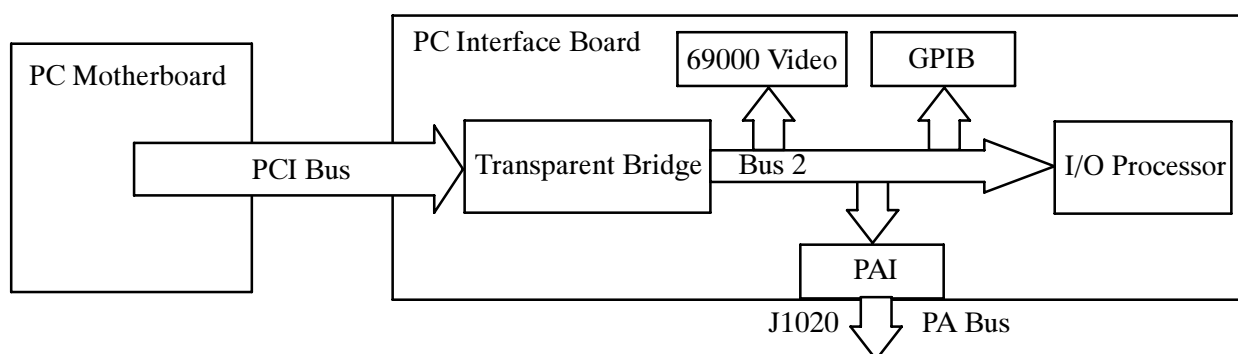 PC Interface Board
PC Motherboard
69000 Video
GPIB
PCI Bus
Transparent Bridge
Bus 2
I/O Processor
PAI
J1020
PA Bus